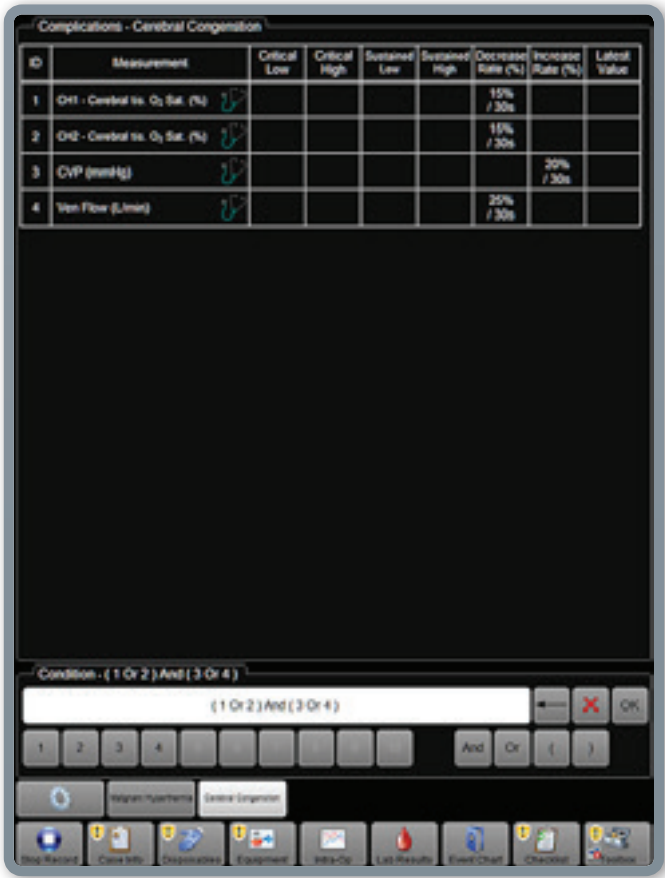 Complications - Cerebral Congenstion
ID Measurement Critical Low Critical High Sustained Low Sustained High Decrease Rate (%) Increase Rate (%) Latest Value
1 CH1 - Cerebral tis. O₂ Sat. (%) 15% / 30s
2 CH2 - Cerebral tis. O₂ Sat. (%) 15% / 30s
3 CVP (mmHg) 20% / 30s
4 Ven Flow (L/min) 25% / 30s
Condition - ( 1 Or 2 ) And ( 3 Or 4 )
( 1 Or 2 ) And ( 3 Or 4 )
OK
1 2 3 4 And Or ( )
Malignant Hyperthermia Cerebral Congenstion
Stop Record Case Info Disposables Equipment Intra-Op Lab Results Event Chart Checklist Toolbox